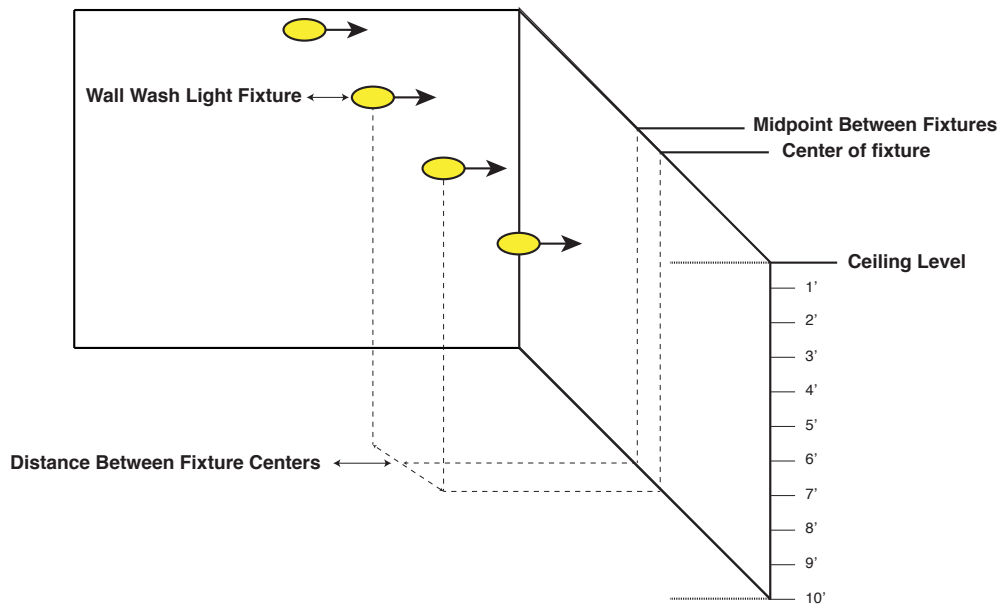 Wall Wash Light Fixture
Midpoint Between Fixtures
Center of fixture
Ceiling Level
1’
2’
3’
4’
5’
6’
Distance Between Fixture Centers
7’
8’
9’
10’